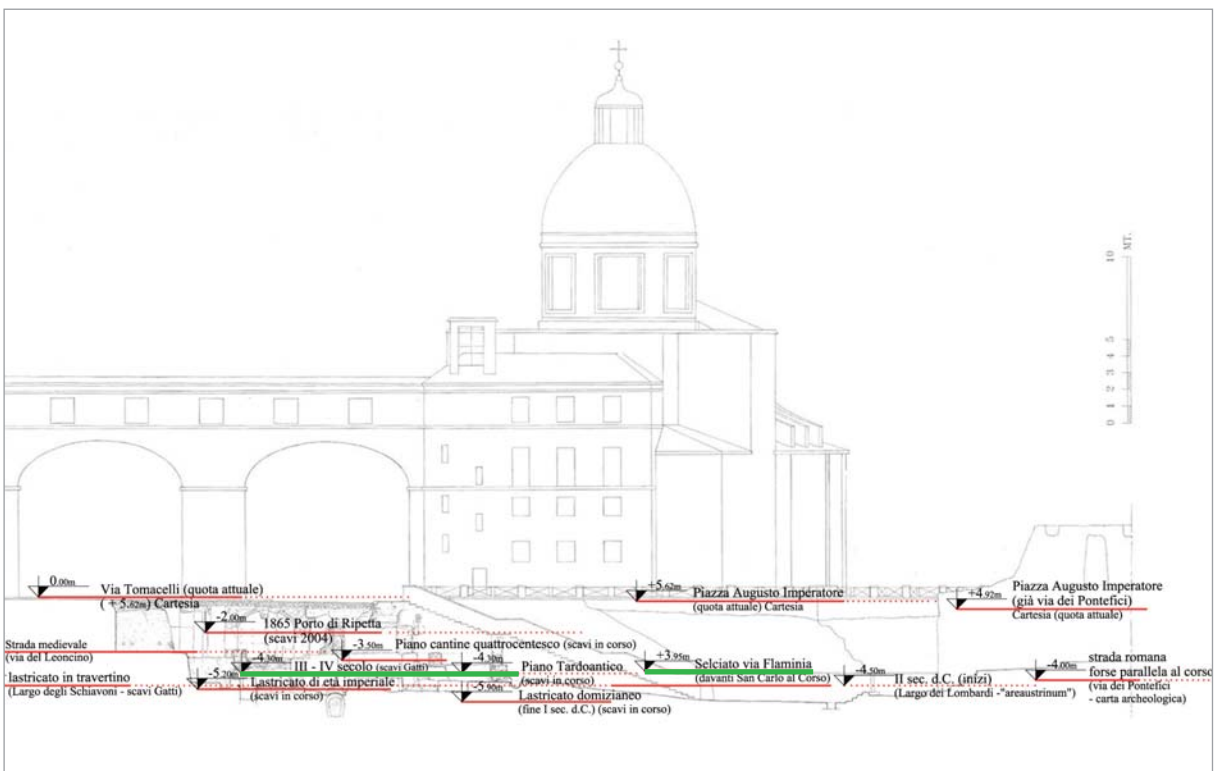 MT.
10
5
4
3
2
1
0
0.00m
Via Tomacelli (quota attuale)
( + 5.62m) Cartesia
+5.62m
Piazza Augusto Imperatore
(quota attuale) Cartesia
+4.92m
Piazza Augusto Imperatore
(già via dei Pontefici)
Cartesia (quota attuale)
-2.00m
1865 Porto di Ripetta
(scavi 2004)
Strada medievale
(via del Leoncino)
-3.50m
Piano cantine quattrocentesco (scavi in corso)
-4.30m
III - IV secolo (scavi Gatti)
-4.30m
Piano Tardoantico
(scavi in corso)
+3.95m
Selciato via Flaminia
(davanti San Carlo al Corso)
lastricato in travertino
(Largo degli Schiavoni - scavi Gatti)
-5.20m
Lastricato di età imperiale
(scavi in corso)
-5.60m
Lastricato domizianeo
(fine I sec. d.C.) (scavi in corso)
-4.50m
II sec. d.C. (inízi)
(Largo dei Lombardi -"areaustrinum")
-4.00m
strada romana
forse parallela al corso
(via dei Pontefici
- carta archeologica)